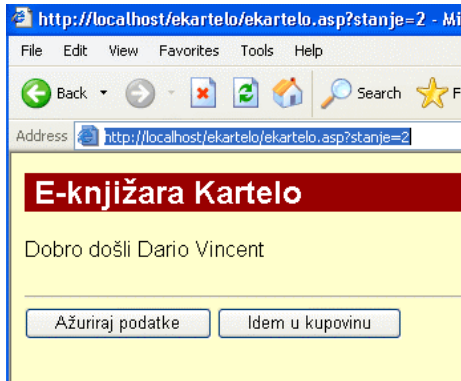 http://localhost/ekartelo/ekartelo.asp?stanje=2 - Mi
File Edit View Favorites Tools Help
Back Search F
Address http://localhost/ekartelo/ekartelo.asp?stanje=2
E-knjižara Kartelo
Dobro došli Dario Vincent
Ažuriraj podatke Idem u kupovinu